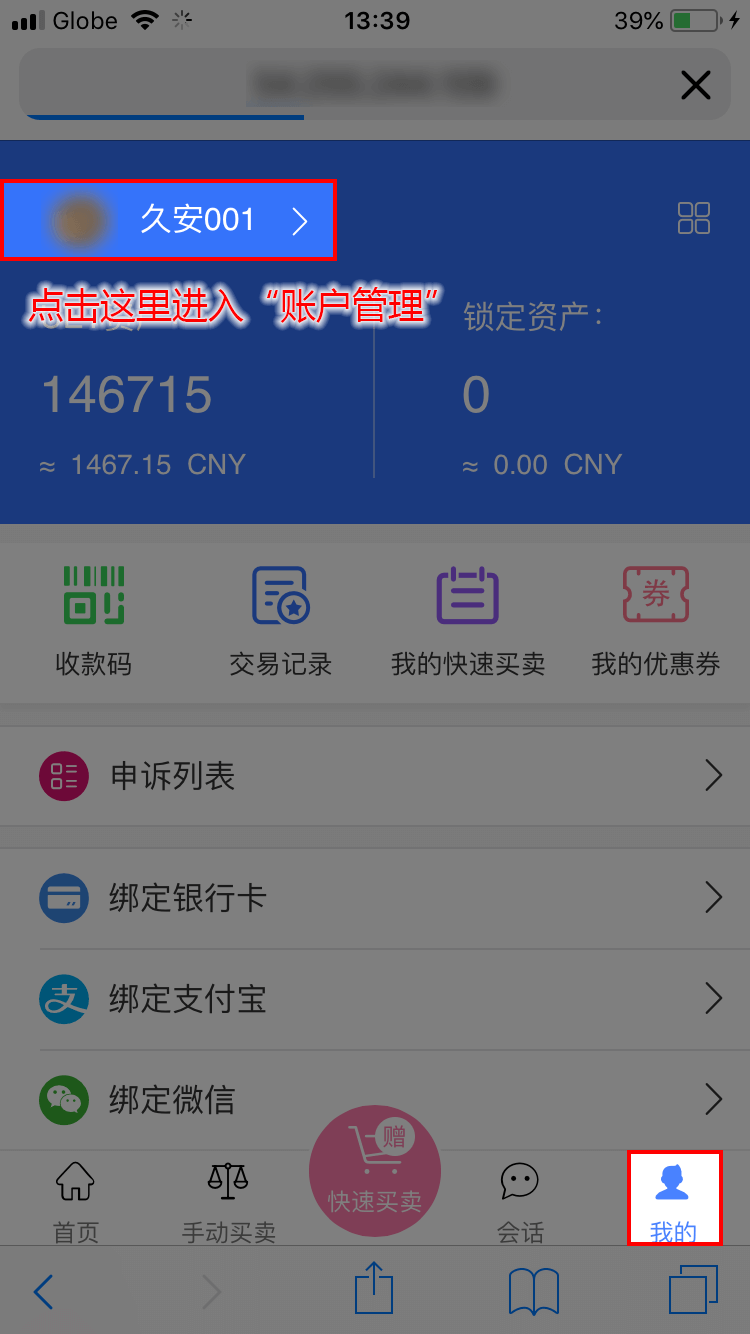 Globe 13:39 39%
久安001
点击这里进入“账户管理”
锁定资产：
146715 0
≈ 1467.15 CNY ≈ 0.00 CNY
券
收款码 交易记录 我的快速买卖 我的优惠券
申诉列表
绑定银行卡
支
绑定支付宝
绑定微信
赠
快速买卖
首页 手动买卖 会话 我的